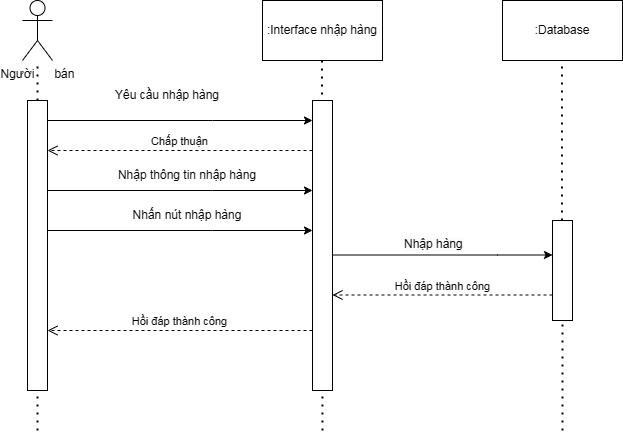 :Interface nhập hàng
:Database
Người bán
Yêu cầu nhập hàng
Chấp thuận
Nhập thông tin nhập hàng
Nhấn nút nhập hàng
Nhập hàng
Hồi đáp thành công
Hồi đáp thành công